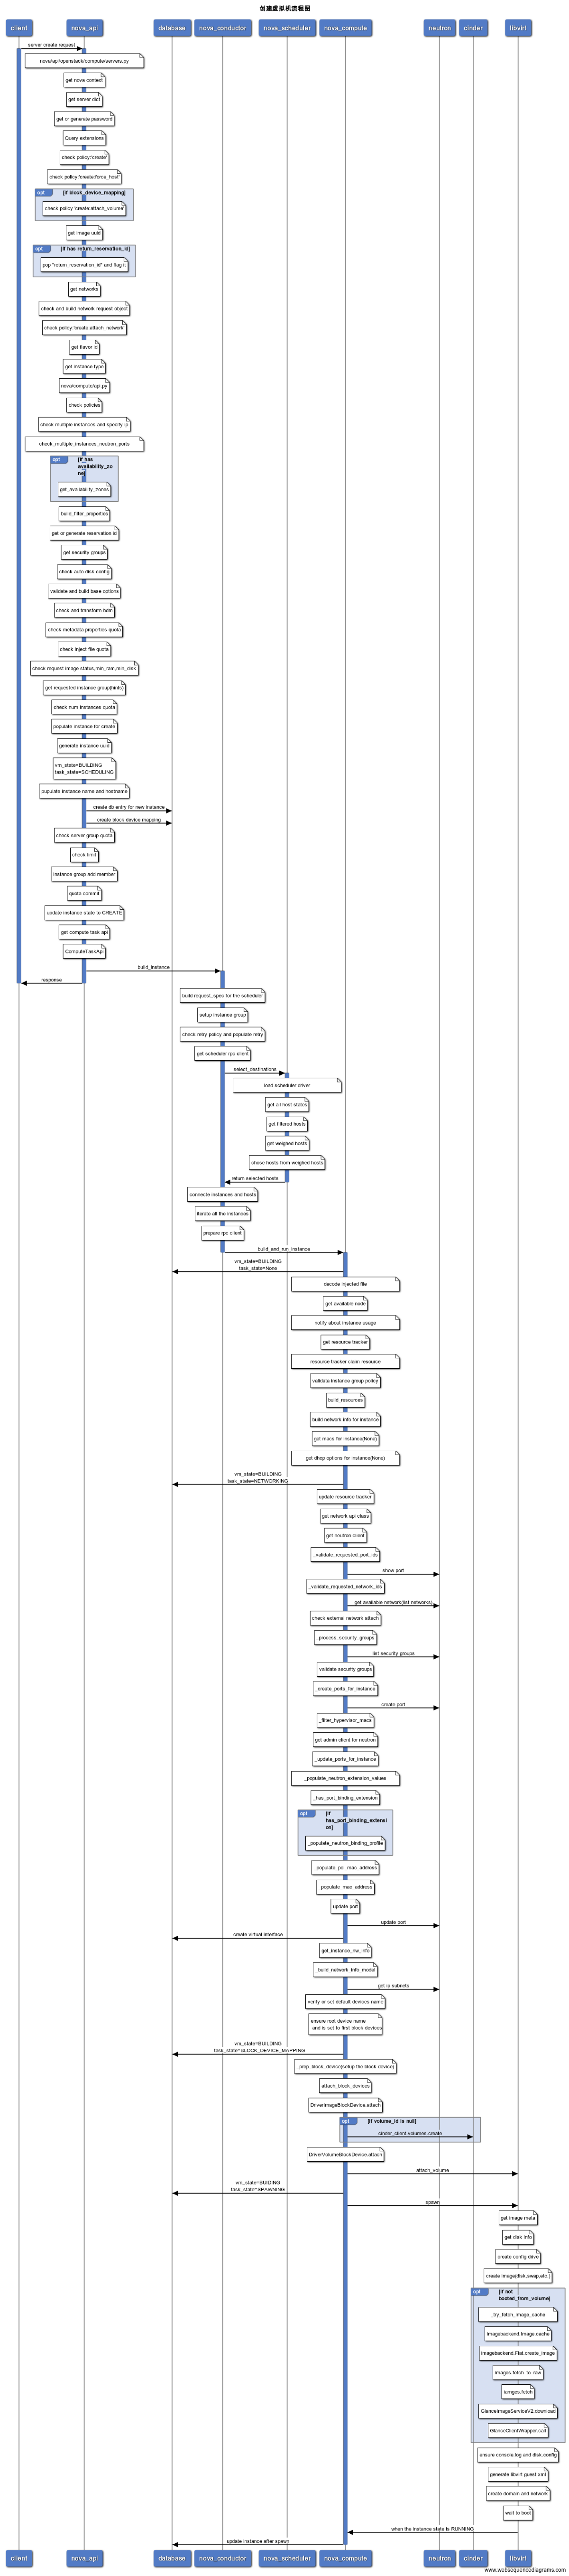 创建虚拟机流程图
client nova_api database nova_conductor nova_scheduler nova_compute neutron cinder libvirt
server create request
nova/api/openstack/compute/servers.py
get nova context
get server dict
get or generate password
Query extensions
check policy:'create'
check policy:'create:force_host'
opt [If block_device_mapping]
check policy 'create:attach_volume'
get image uuid
opt [If has return_reservation_id]
pop "return_reservation_id" and flag it
get networks
check and build network request object
check policy:'create:attach_network'
get flavor id
get instance type
nova/compute/api.py
check policies
check multiple instances and specify ip
check_multiple_instances_neutron_ports
opt [If has
availability_zo
ne]
get_availability_zones
build_filter_properties
get or generate reservation id
get security groups
check auto disk config
validate and build base options
check and transform bdm
check metadata properties quota
check inject file quota
check request image status,min_ram,min_disk
get requested instance group(hints)
check num instances quota
populate instance for create
generate instance uuid
vm_state=BUILDING
task_state=SCHEDULING
pupulate instance name and hostname
create db entry for new instance
create block device mapping
check server group quota
check limit
instance group add member
quota commit
update instance state to CREATE
get compute task api
ComputeTaskApi
build_instance
response
build request_spec for the scheduler
setup instance group
check retry policy and populate retry
get scheduler rpc client
select_destinations
load scheduler driver
get all host states
get filtered hosts
get weighed hosts
chose hosts from weighed hosts
return selected hosts
connecte instances and hosts
iterate all the instances
prepare rpc client
build_and_run_instance
vm_state=BUILDING
task_state=None
decode injected file
get available node
notify about instance usage
get resource tracker
resource tracker claim resource
validata instance group policy
build_resources
build network info for instance
get macs for instance(None)
get dhcp options for instance(None)
vm_state=BUILDING
task_state=NETWORKING
update resource tracker
get network api class
get neutron client
_validate_requested_port_ids
show port
_validate_requested_network_ids
get available network(list networks)
check external network attach
_process_security_groups
list security groups
validate security groups
_create_ports_for_instance
create port
_filter_hypervisor_macs
get admin client for neutron
_update_ports_for_instance
_populate_neutron_extension_values
_has_port_binding_extension
opt [If
has_port_binding_extensi
on]
_populate_neutron_binding_profile
_populate_pci_mac_address
_populate_mac_address
update port
update port
create virtual interface
get_instance_nw_info
_build_network_info_model
get ip subnets
verify or set default devices name
ensure root device name
and is set to first block devices
vm_state=BUILDING
task_state=BLOCK_DEVICE_MAPPING
_prep_block_device(setup the block device)
attach_block_devices
DriverImageBlockDevice.attach
opt [If volume_id is null]
cinder_client.volumes.create
DriverVolumeBlockDevice.attach
attach_volume
vm_state=BUIDING
task_state=SPAWNING
spawn
get image meta
get disk info
create config drive
create image(disk,swap,etc.)
opt [If not
booted_from_volume]
_try_fetch_image_cache
imagebackend.Image.cache
imagebackend.Flat.create_image
images.fetch_to_raw
iamges.fetch
GlanceImageServiceV2.download
GlanceClientWrapper.call
ensure console.log and disk.config
generate libvirt guest xml
create domain and network
wait to boot
when the instance state is RUNNING
update instance after spawn
client nova_api database nova_conductor nova_scheduler nova_compute neutron cinder libvirt
www.websequencediagrams.com